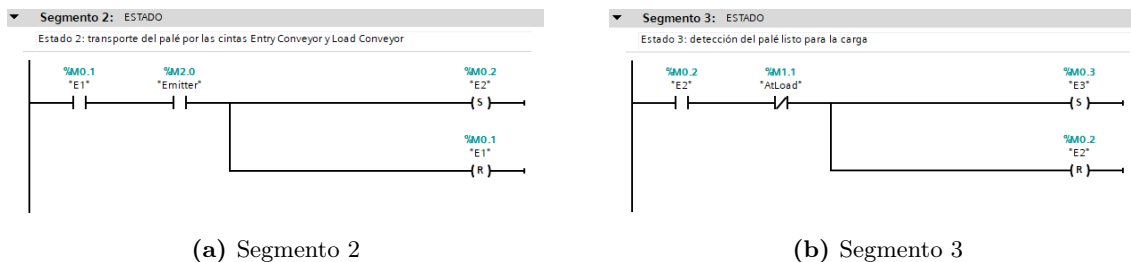 Segmento 2: ESTADO
Estado 2: transporte del palé por las cintas Entry Conveyor y Load Conveyor
%M0.1 %M2.0 %M0.2
"E1" "Emitter" "E2"
S
%M0.1
"E1"
R
(a) Segmento 2
Segmento 3: ESTADO
Estado 3: detección del palé listo para la carga
%M0.2 %M1.1 %M0.3
"E2" "AtLoad" "E3"
S
%M0.2
"E2"
R
(b) Segmento 3